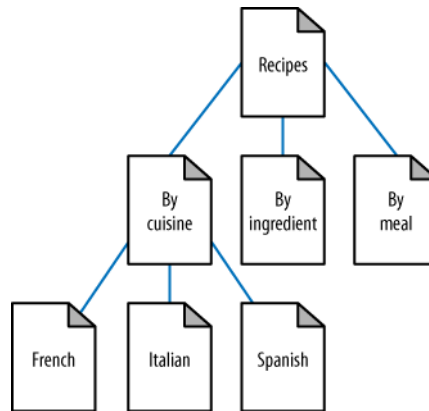 Recipes
By
cuisine
By
ingredient
By
meal
French
Italian
Spanish